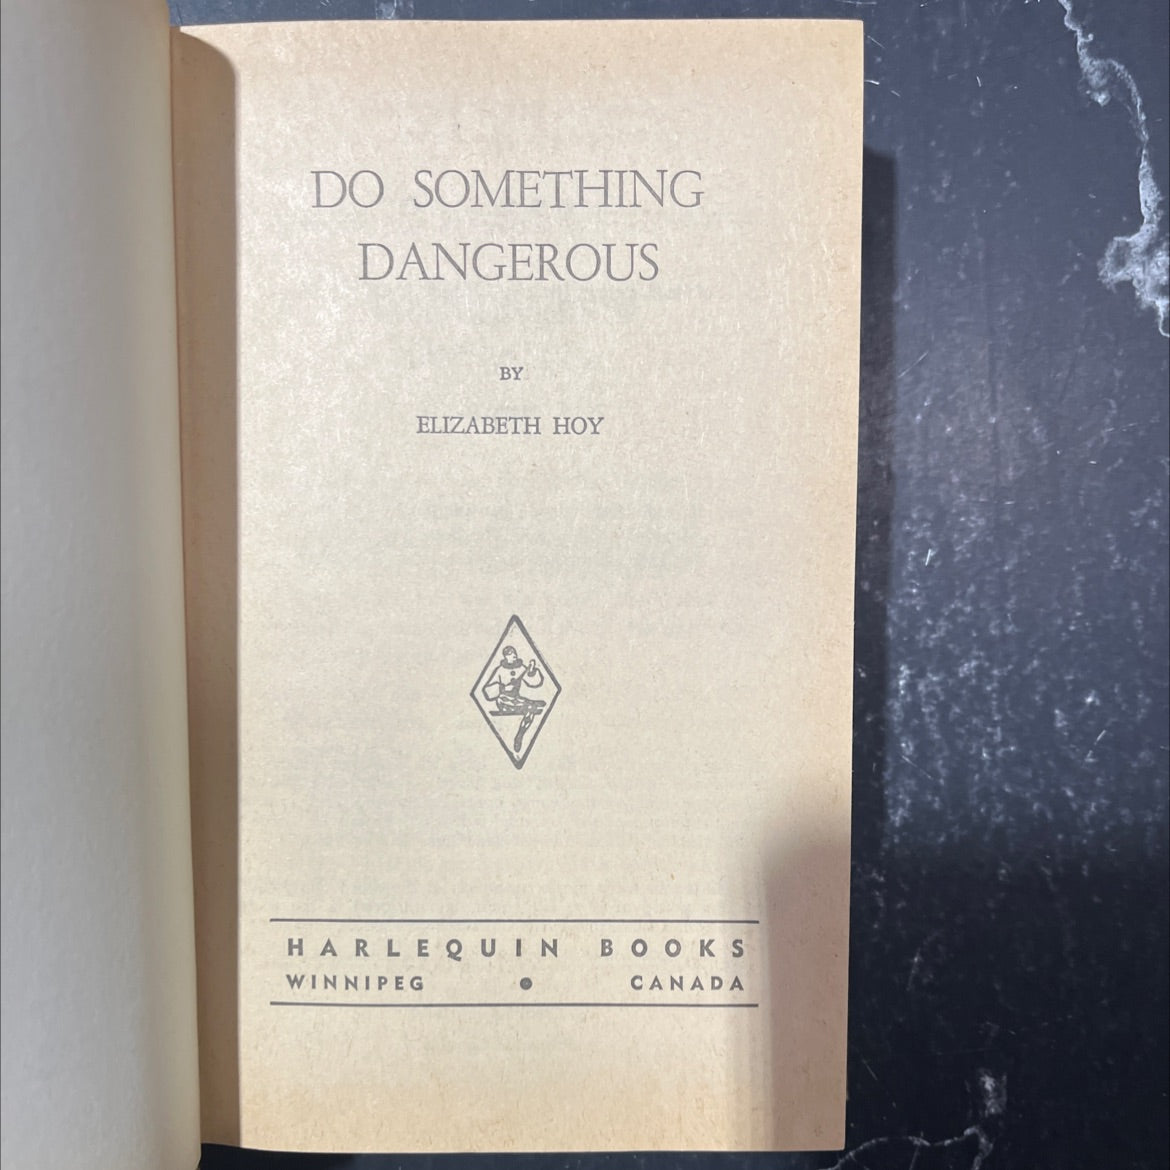 DO SOMETHING
DANGEROUS
BY
ELIZABETH HOY
HARLEQUIN BOOKS
WINNIPEG • CANADA